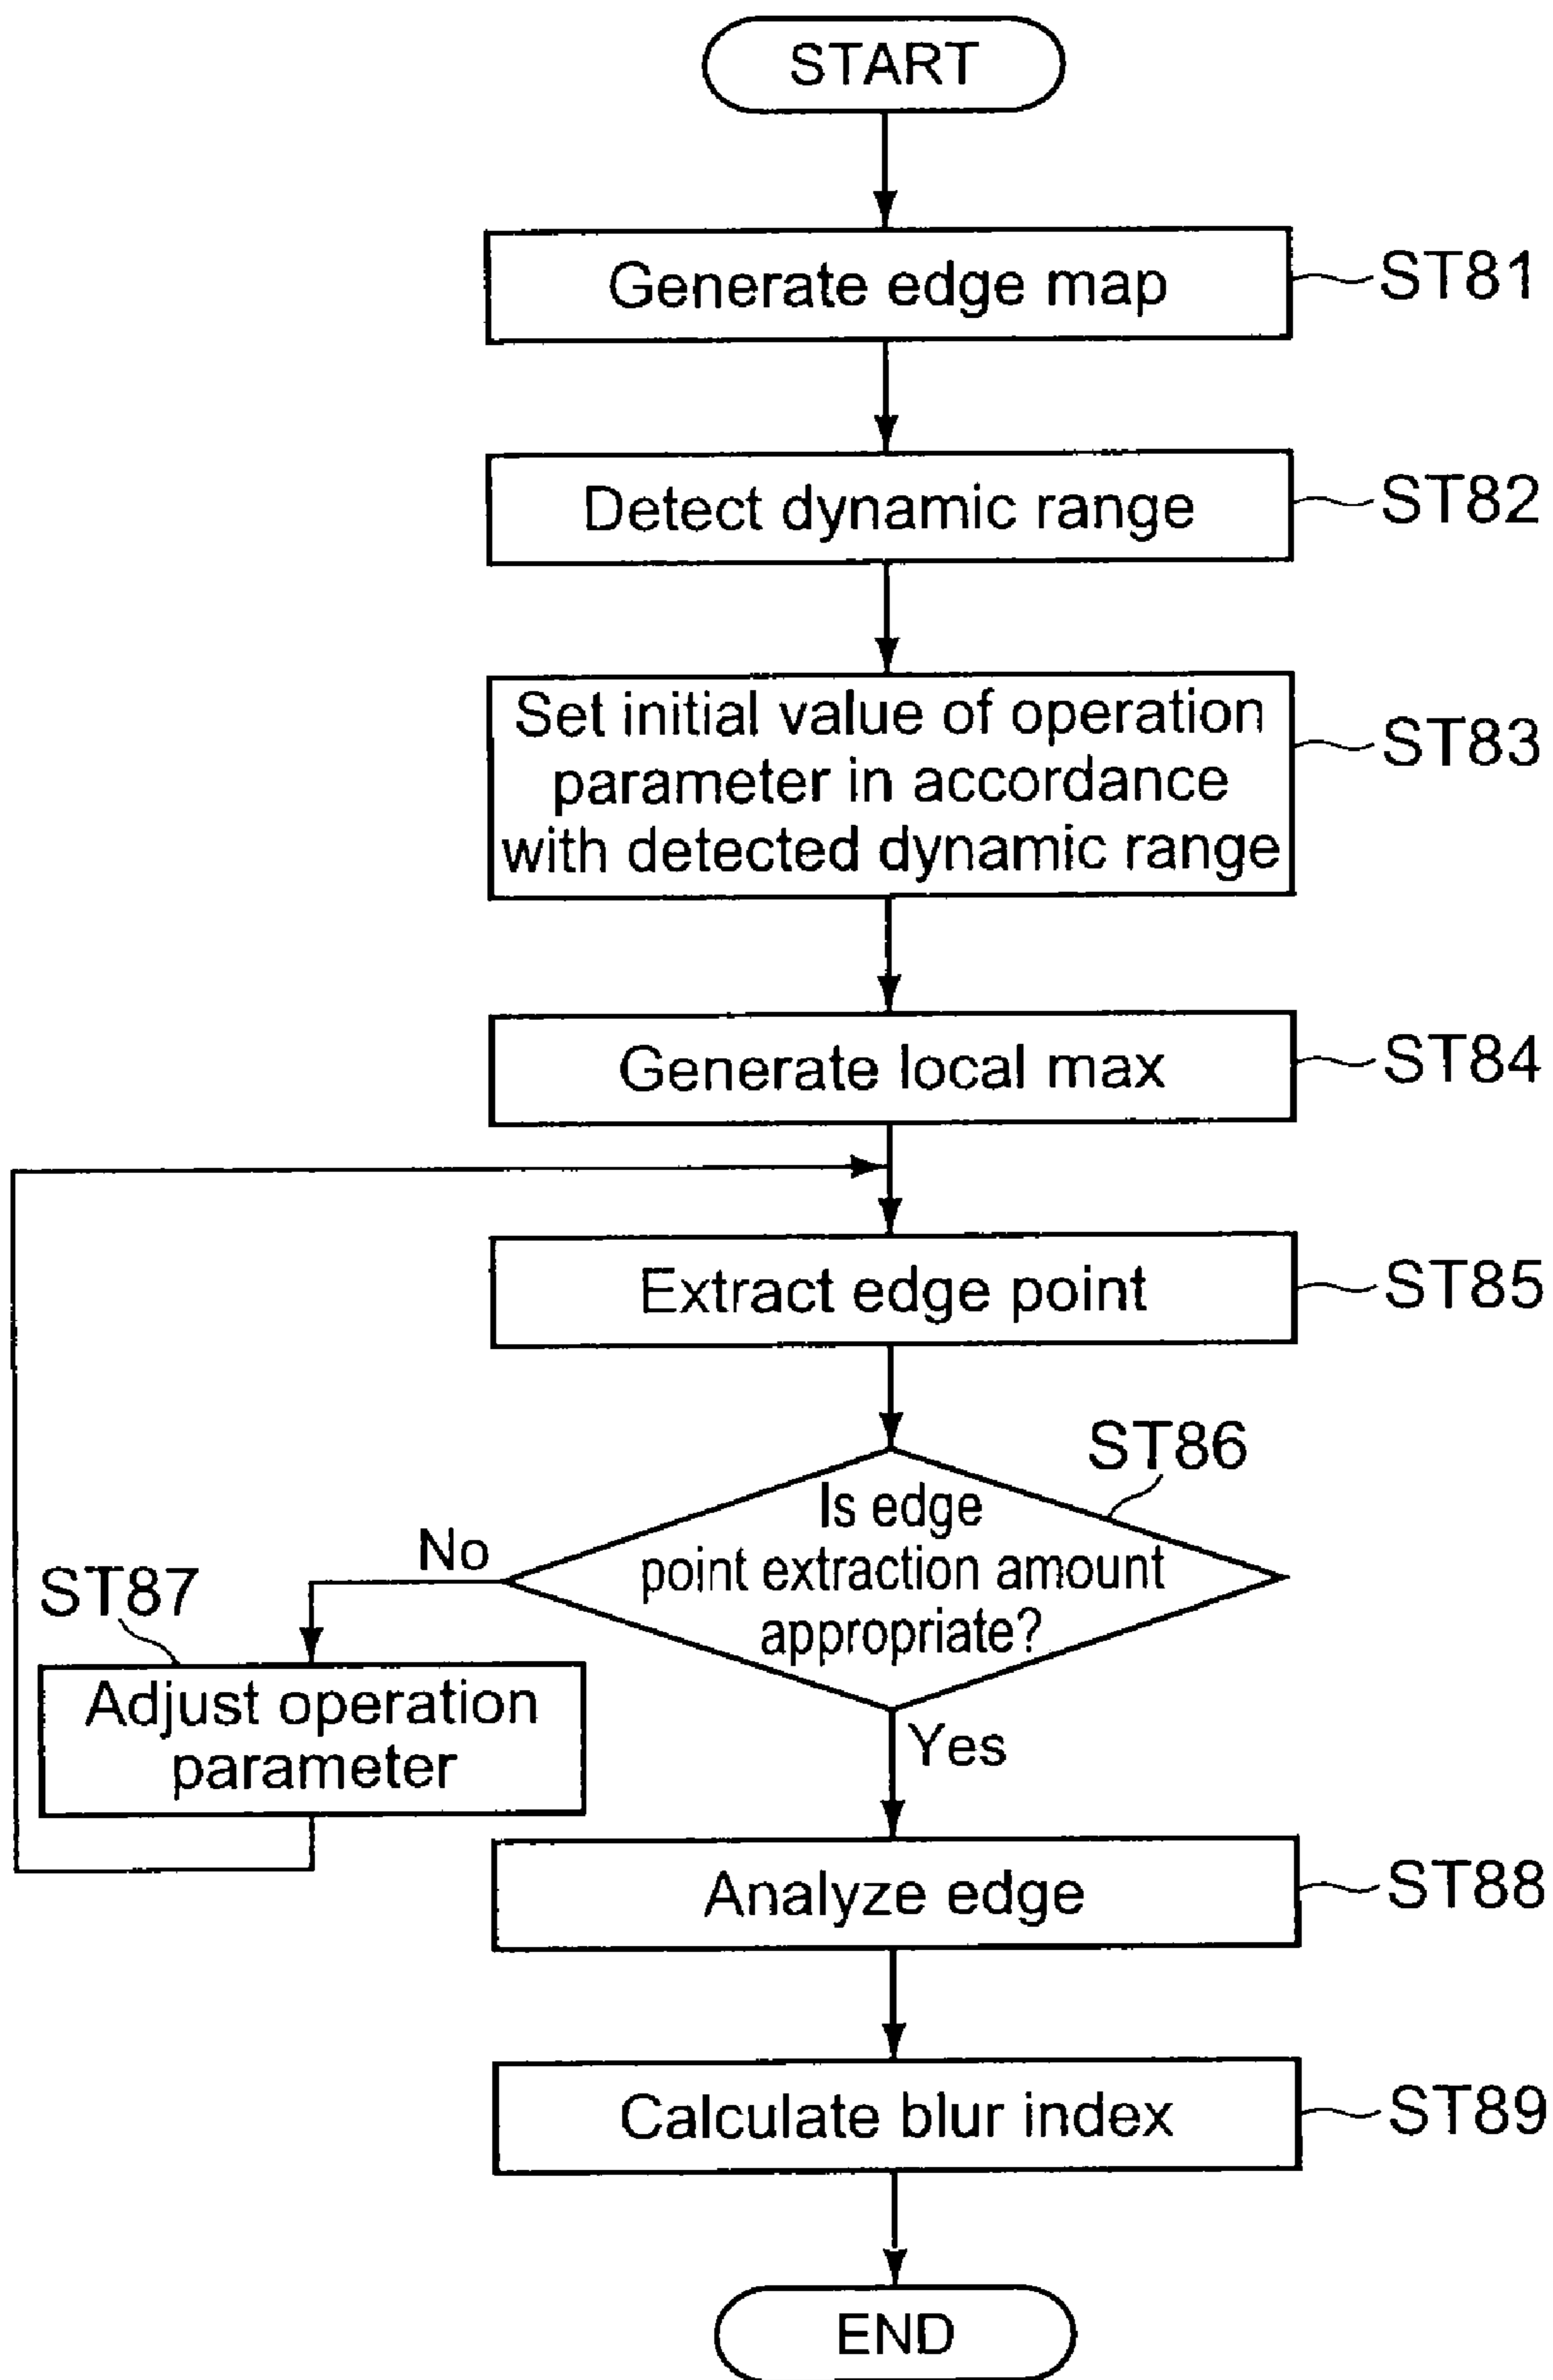 START
Generate edge map
ST81
Detect dynamic range
ST82
Set initial value of operation
parameter in accordance
with detected dynamic range
ST83
Generate local max
ST84
Extract edge point
ST85
ST86
Is edge
point extraction amount
appropriate?
No
ST87
Adjust operation
parameter
Yes
Analyze edge
ST88
Calculate blur index
ST89
END